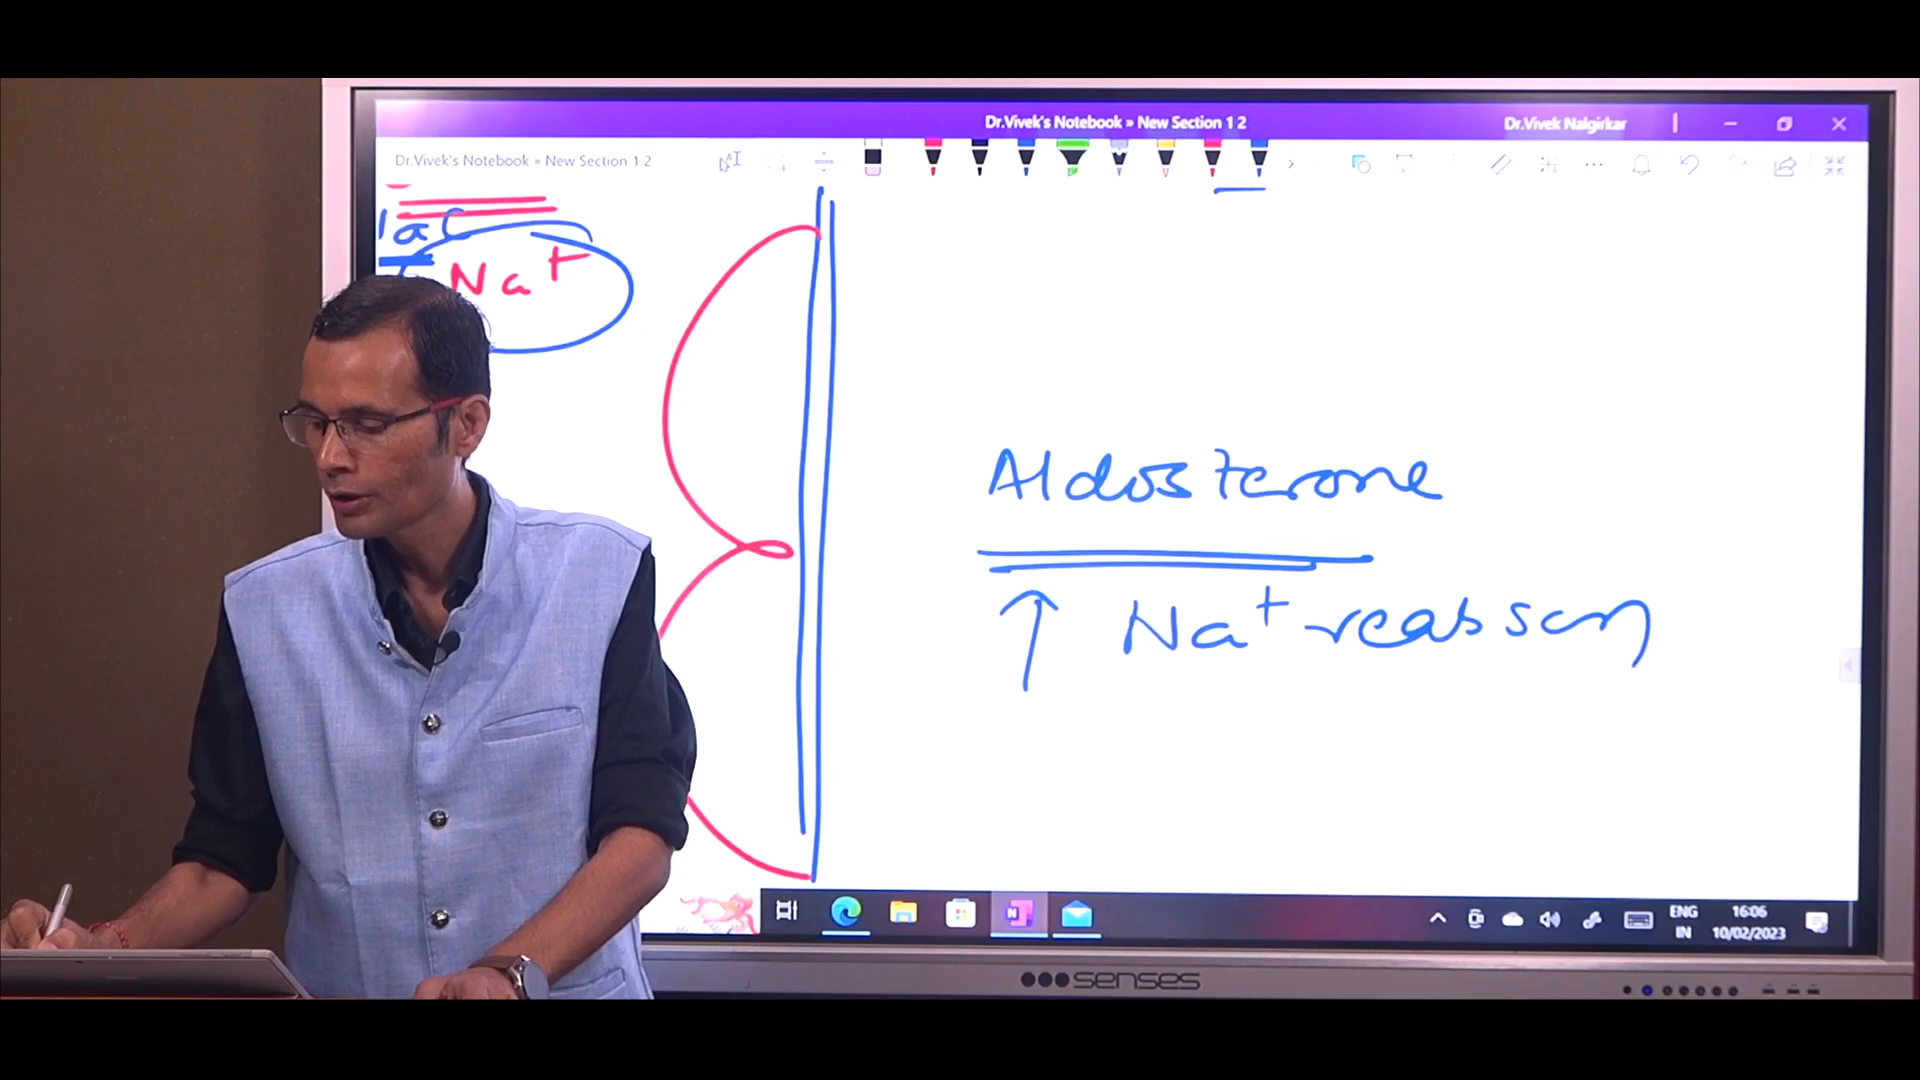 Dr.Vivek's Notebook » New Section 1 2
Dr.Vivek Nalgirkar
Dr.Vivek's Notebook » New Section 1 2
Na+
Aldosterone
↑ Na+ reabson
ENG
IN
16:06
10/02/2023
senses